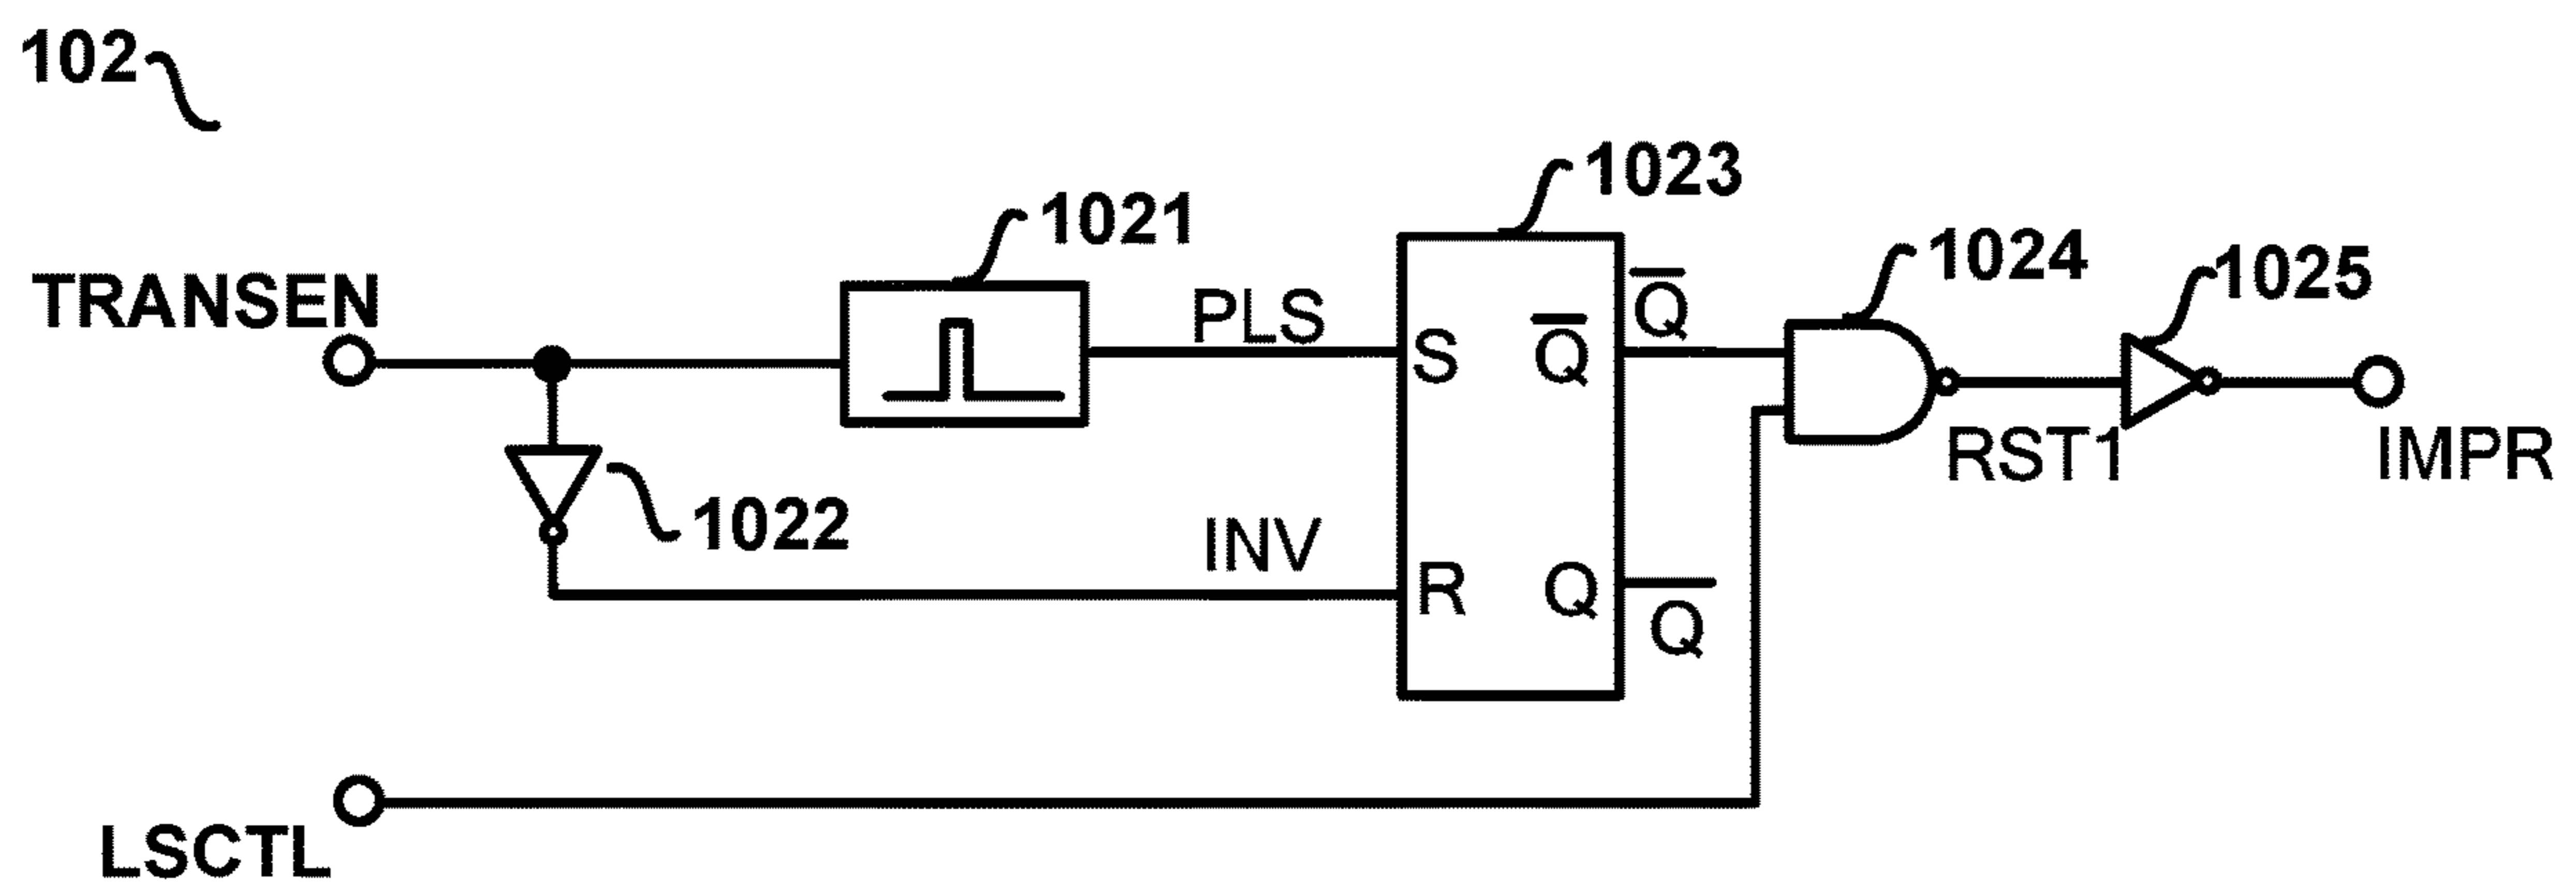 102
1023
1021
1024
1025
TRANSEN
PLS
Q̅
S
Q̅
RST1
IMPR
1022
INV
R
Q
Q̅
LSCTL